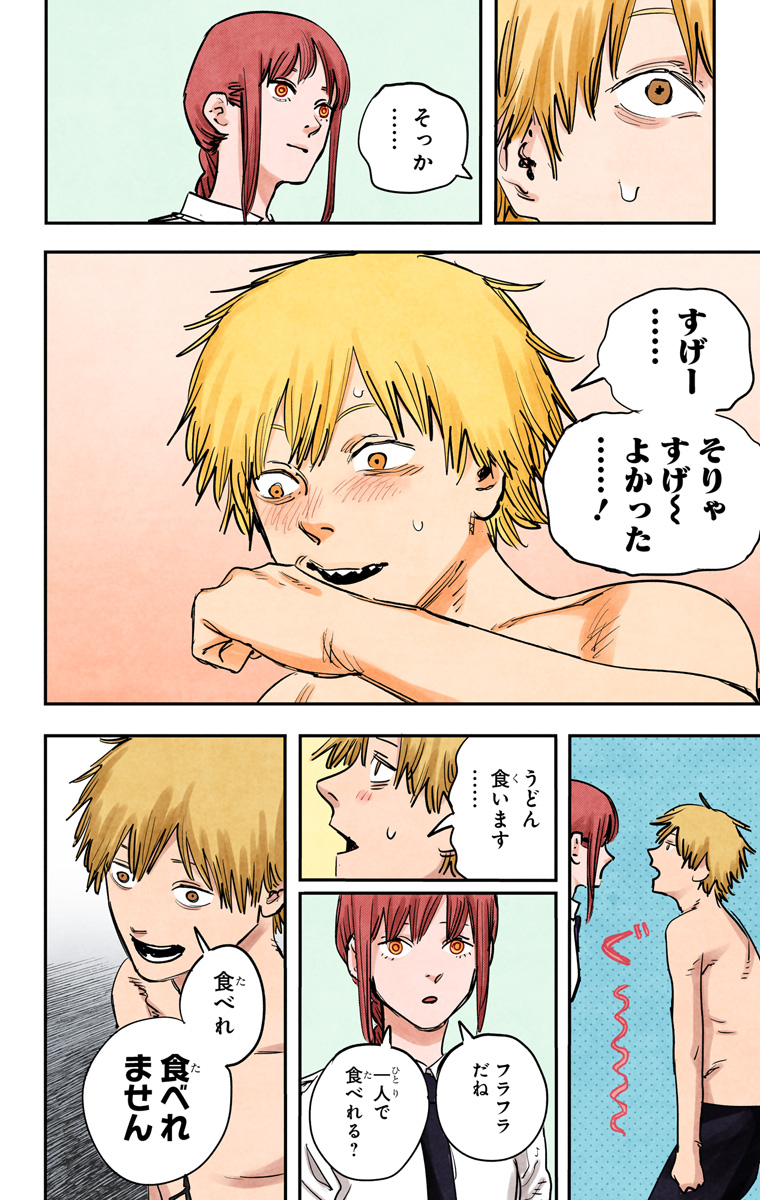 そっか
……
すげー
……
そりゃ
すげ〜
よかった
……!
ぐ〜〜〜
うどん
食います
……
フラフラ
だね
一人で
食べれる?
食べれ
食べれ
ません